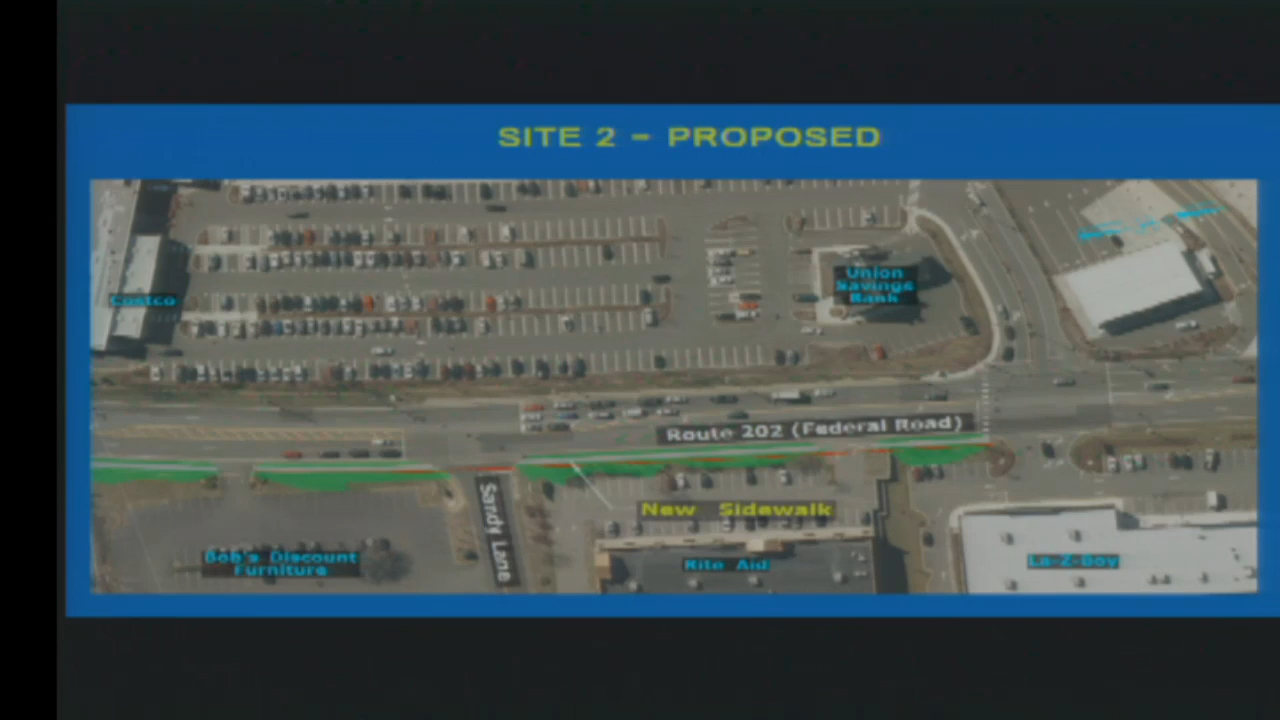 SITE 2 - PROPOSED
Union
Savings
Bank
Costco
Route 202 (Federal Road)
New Sidewalk
Sandy Lane
Bob's Discount
Furniture
Rite Aid
La-Z-Boy